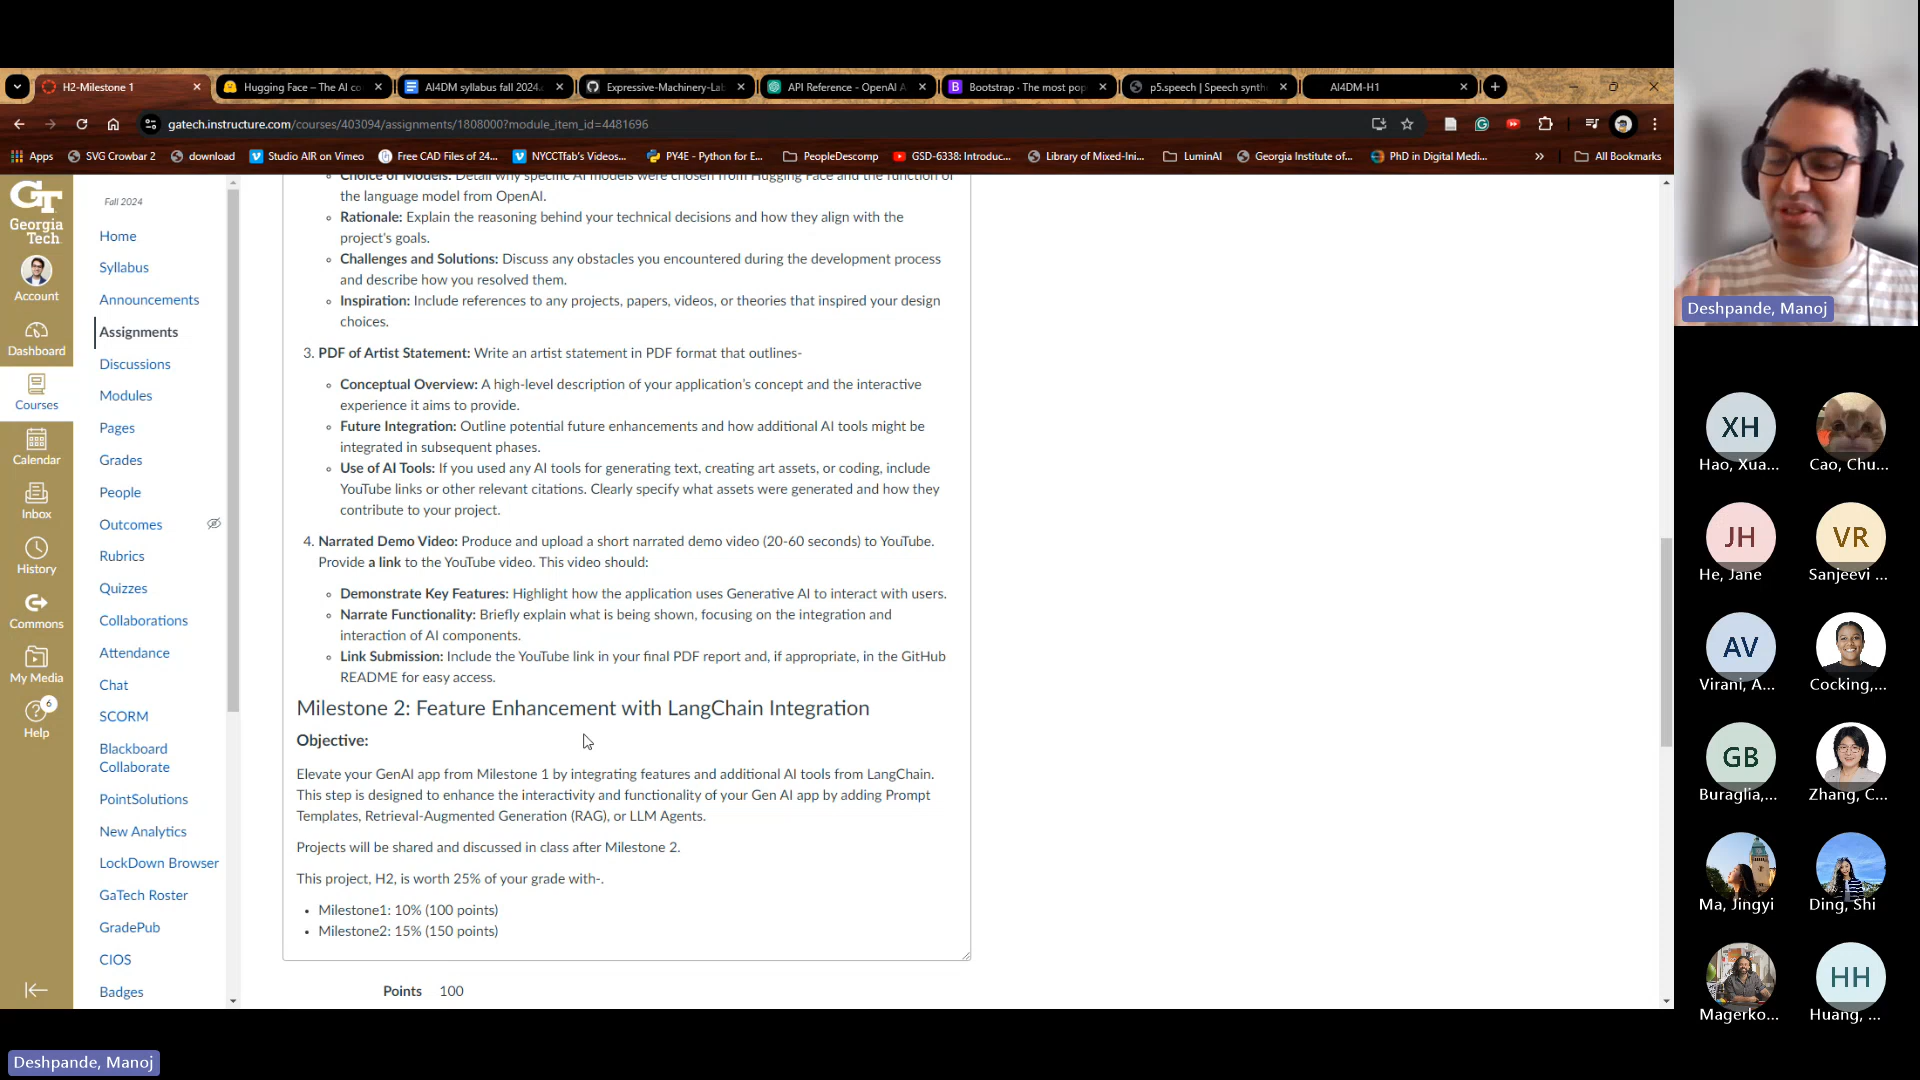 H2-Milestone 1
Hugging Face – The AI co
AI4DM syllabus fall 2024.
Expressive-Machinery-Lab
API Reference - OpenAI A
Bootstrap · The most pop
p5.speech | Speech synth
AI4DM-H1
gatech.instructure.com/courses/403094/assignments/1808000?module_item_id=4481696
Apps
SVG Crowbar 2
download
Studio AIR on Vimeo
Free CAD Files of 24...
NYCCTfab's Videos...
PY4E - Python for E...
PeopleDescomp
GSD-6338: Introduc...
Library of Mixed-Ini...
LuminAI
Georgia Institute of...
PhD in Digital Medi...
»
All Bookmarks
GT
Georgia
Tech
Account
Dashboard
Courses
Calendar
Inbox
History
Commons
My Media
6
Help
Fall 2024
Home
Syllabus
Announcements
Assignments
Discussions
Modules
Pages
Grades
People
Outcomes
Rubrics
Quizzes
Collaborations
Attendance
Chat
SCORM
Blackboard
Collaborate
PointSolutions
New Analytics
LockDown Browser
GaTech Roster
GradePub
CIOS
Badges
Choice of Models: Detail why specific AI models were chosen from Hugging Face and the function of
the language model from OpenAI.
Rationale: Explain the reasoning behind your technical decisions and how they align with the
project's goals.
Challenges and Solutions: Discuss any obstacles you encountered during the development process
and describe how you resolved them.
Inspiration: Include references to any projects, papers, videos, or theories that inspired your design
choices.
3. PDF of Artist Statement: Write an artist statement in PDF format that outlines-
Conceptual Overview: A high-level description of your application's concept and the interactive
experience it aims to provide.
Future Integration: Outline potential future enhancements and how additional AI tools might be
integrated in subsequent phases.
Use of AI Tools: If you used any AI tools for generating text, creating art assets, or coding, include
YouTube links or other relevant citations. Clearly specify what assets were generated and how they
contribute to your project.
4. Narrated Demo Video: Produce and upload a short narrated demo video (20-60 seconds) to YouTube.
Provide a link to the YouTube video. This video should:
Demonstrate Key Features: Highlight how the application uses Generative AI to interact with users.
Narrate Functionality: Briefly explain what is being shown, focusing on the integration and
interaction of AI components.
Link Submission: Include the YouTube link in your final PDF report and, if appropriate, in the GitHub
README for easy access.
Milestone 2: Feature Enhancement with LangChain Integration
Objective:
Elevate your GenAI app from Milestone 1 by integrating features and additional AI tools from LangChain.
This step is designed to enhance the interactivity and functionality of your Gen AI app by adding Prompt
Templates, Retrieval-Augmented Generation (RAG), or LLM Agents.
Projects will be shared and discussed in class after Milestone 2.
This project, H2, is worth 25% of your grade with-.
Milestone1: 10% (100 points)
Milestone2: 15% (150 points)
Points 100
Deshpande, Manoj
XH
Hao, Xua...
Cao, Chu...
JH
He, Jane
VR
Sanjeevi ...
AV
Virani, A...
Cocking,...
GB
Buraglia,...
Zhang, C...
Ma, Jingyi
Ding, Shi
Magerko...
HH
Huang, ...
Deshpande, Manoj